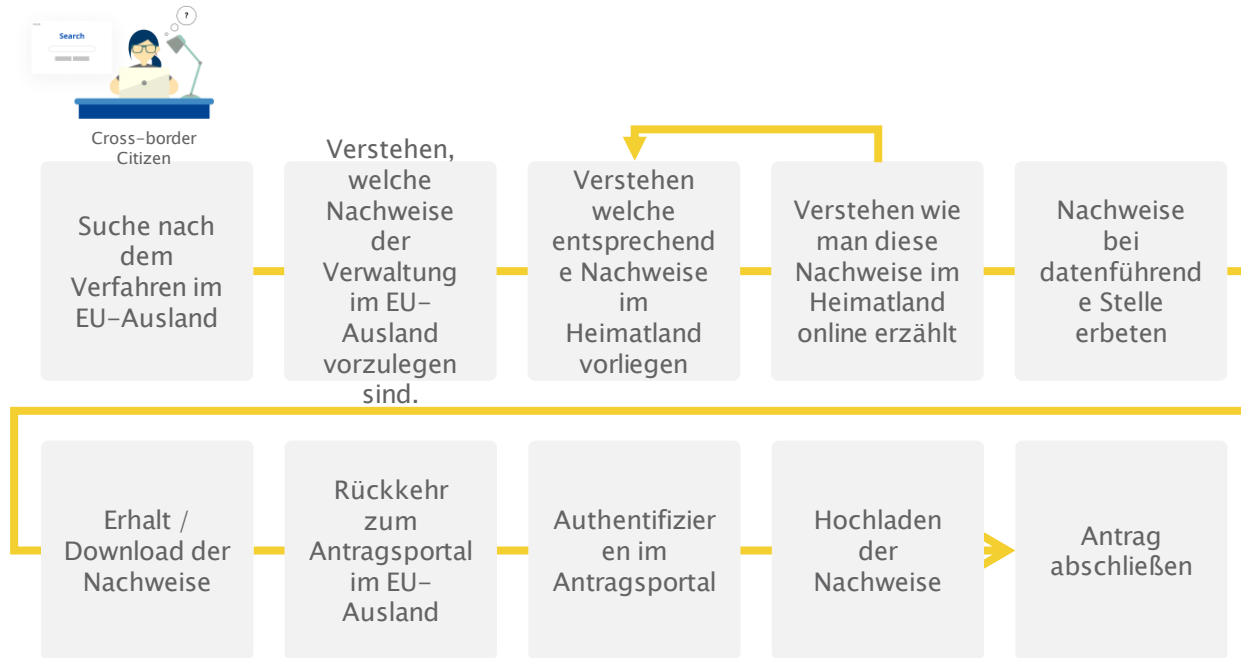 ?
Search
Cross-border
Citizen
Suche nach
dem
Verfahren im
EU-Ausland
Verstehen,
welche
Nachweise
der
Verwaltung
im EU-
Ausland
vorzulegen
sind.
Verstehen
welche
entsprechend
e Nachweise
im
Heimatland
vorliegen
Verstehen wie
man diese
Nachweise im
Heimatland
online erzählt
Nachweise
bei
datenführend
e Stelle
erbeten
Erhalt /
Download der
Nachweise
Rückkehr
zum
Antragsportal
im EU-
Ausland
Authentifizier
en im
Antragsportal
Hochladen
der
Nachweise
Antrag
abschließen